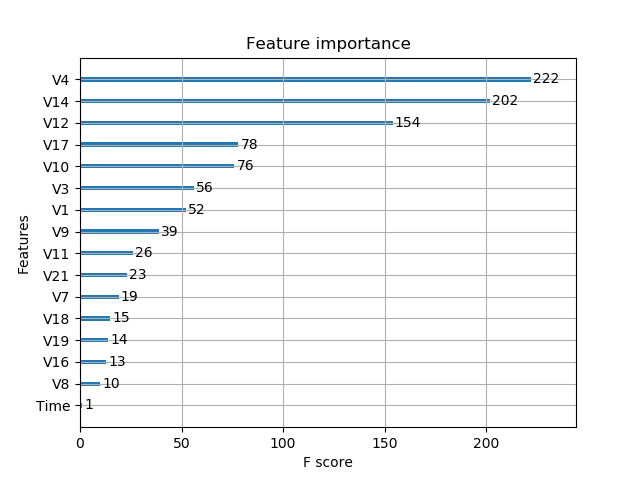 Feature importance
Features
V4 222
V14 202
V12 154
V17 78
V10 76
V3 56
V1 52
V9 39
V11 26
V21 23
V7 19
V18 15
V19 14
V16 13
V8 10
Time 1
0 50 100 150 200
F score